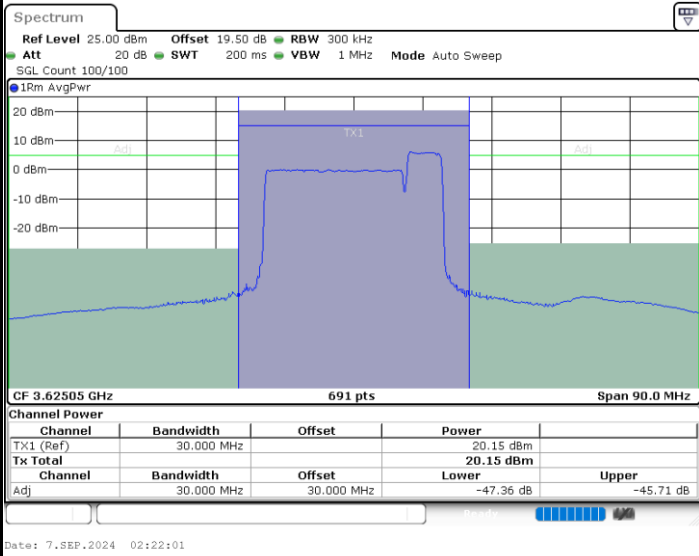 Spectrum
Ref Level 25.00 dBm Offset 19.50 dB RBW 300 kHz
Att 20 dB SWT 200 ms VBW 1 MHz Mode Auto Sweep
SGL Count 100/100
1Rm AvgPwr
20 dBm
TX1
10 dBm
Adj Adj
0 dBm
-10 dBm
-20 dBm
CF 3.62505 GHz 691 pts Span 90.0 MHz
Channel Power
Channel Bandwidth Offset Power
TX1 (Ref) 30.000 MHz 20.15 dBm
Tx Total 20.15 dBm
Channel Bandwidth Offset Lower Upper
Adj 30.000 MHz 30.000 MHz -47.36 dB -45.71 dB
Ready
Date: 7.SEP.2024 02:22:01